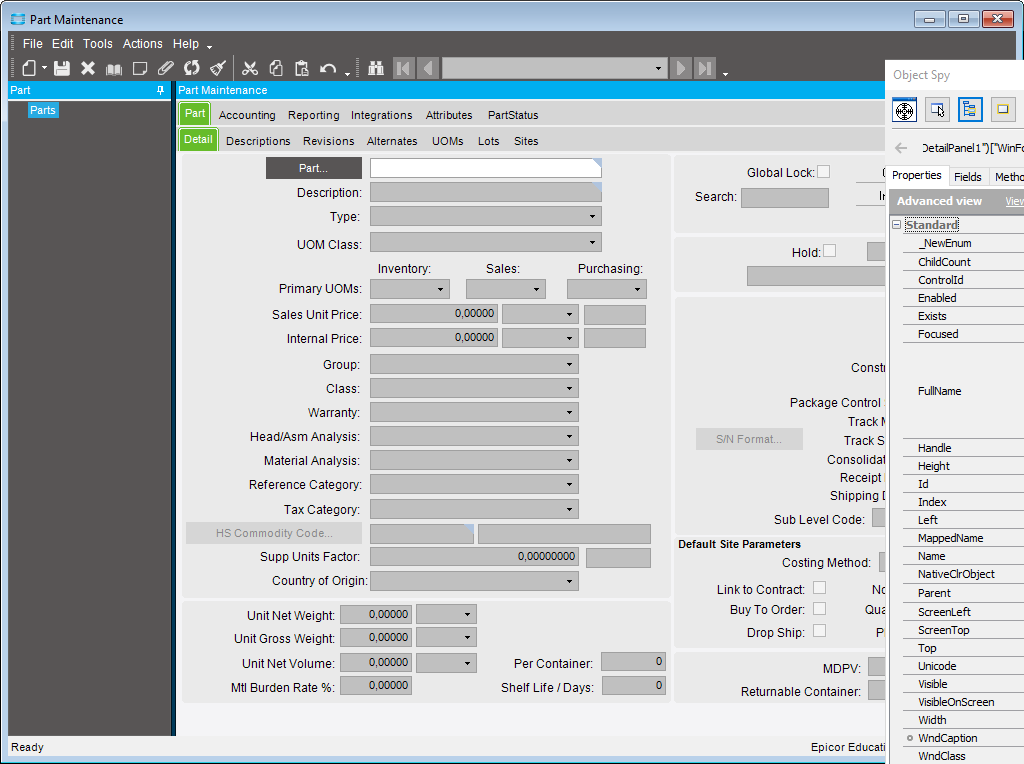 Part Maintenance
File Edit Tools Actions Help
Part
Part Maintenance
Parts
Part Accounting Reporting Integrations Attributes PartStatus
Detail Descriptions Revisions Alternates UOMs Lots Sites
Part...
Description:
Type:
UOM Class:
Inventory: Sales: Purchasing:
Primary UOMs:
Sales Unit Price: 0,00000
Internal Price: 0,00000
Group:
Class:
Warranty:
Head/Asm Analysis:
Material Analysis:
Reference Category:
Tax Category:
HS Commodity Code...
Supp Units Factor: 0,00000000
Country of Origin:
Unit Net Weight: 0,00000
Unit Gross Weight: 0,00000
Unit Net Volume: 0,00000
Mtl Burden Rate %: 0,00000
Per Container: 0
Shelf Life / Days: 0
Global Lock:
Search:
Hold:
Constr
Package Control
Track
S/N Format... Track S
Consolidat
Receipt
Shipping
Sub Level Code:
Default Site Parameters
Costing Method:
Link to Contract: No
Buy To Order: Qua
Drop Ship:
MDPV:
Returnable Container:
Ready
Epicor Educati
Object Spy
DetailPanel1")["WinFo
Properties Fields Metho
Advanced view View
Standard
_NewEnum
ChildCount
ControlId
Enabled
Exists
Focused
FullName
Handle
Height
Id
Index
Left
MappedName
Name
NativeClrObject
Parent
ScreenLeft
ScreenTop
Top
Unicode
Visible
VisibleOnScreen
Width
WndCaption
WndClass